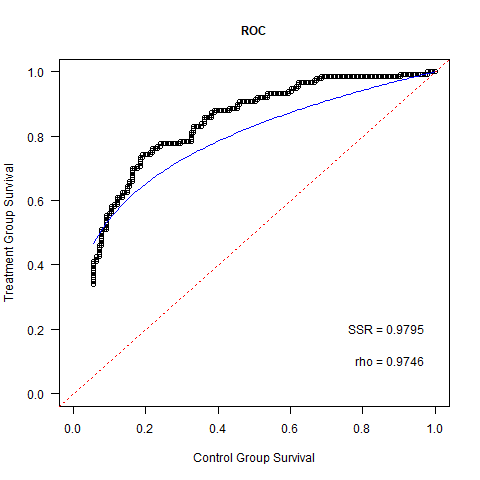 ROC
Treatment Group Survival
1.0
0.8
0.6
0.4
0.2
0.0
SSR = 0.9795
rho = 0.9746
0.0 0.2 0.4 0.6 0.8 1.0
Control Group Survival